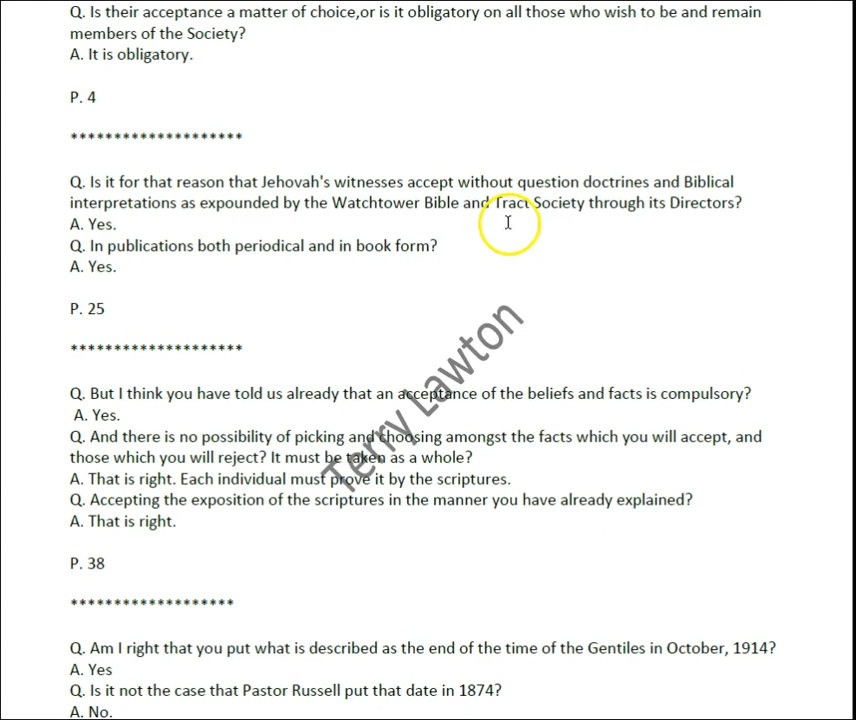 Q. Is their acceptance a matter of choice,or is it obligatory on all those who wish to be and remain
members of the Society?
A. It is obligatory.
P. 4
*********************
Q. Is it for that reason that Jehovah's witnesses accept without question doctrines and Biblical
interpretations as expounded by the Watchtower Bible and Tract Society through its Directors?
A. Yes.
Q. In publications both periodical and in book form?
A. Yes.
P. 25
*********************
Q. But I think you have told us already that an acceptance of the beliefs and facts is compulsory?
A. Yes.
Q. And there is no possibility of picking and choosing amongst the facts which you will accept, and
those which you will reject? It must be taken as a whole?
A. That is right. Each individual must prove it by the scriptures.
Q. Accepting the exposition of the scriptures in the manner you have already explained?
A. That is right.
P. 38
********************
Q. Am I right that you put what is described as the end of the time of the Gentiles in October, 1914?
A. Yes
Q. Is it not the case that Pastor Russell put that date in 1874?
A. No.
Terry Lawton